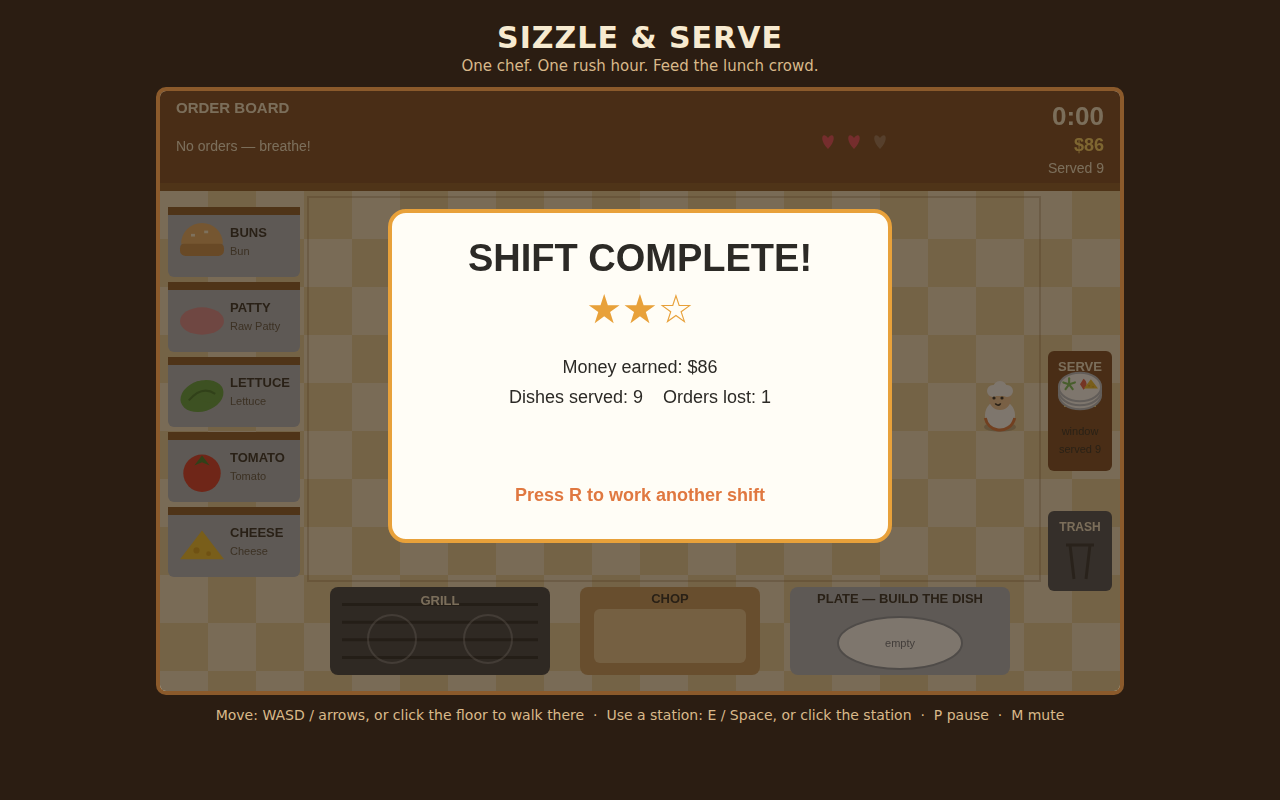 SIZZLE & SERVE
One chef. One rush hour. Feed the lunch crowd.
ORDER BOARD
No orders — breathe!
0:00
$86
Served 9
BUNS
Bun
PATTY
Raw Patty
LETTUCE
Lettuce
TOMATO
Tomato
CHEESE
Cheese
SHIFT COMPLETE!
★★☆
Money earned: $86
Dishes served: 9 Orders lost: 1
Press R to work another shift
SERVE
window
served 9
TRASH
GRILL
CHOP
PLATE — BUILD THE DISH
empty
Move: WASD / arrows, or click the floor to walk there · Use a station: E / Space, or click the station · P pause · M mute